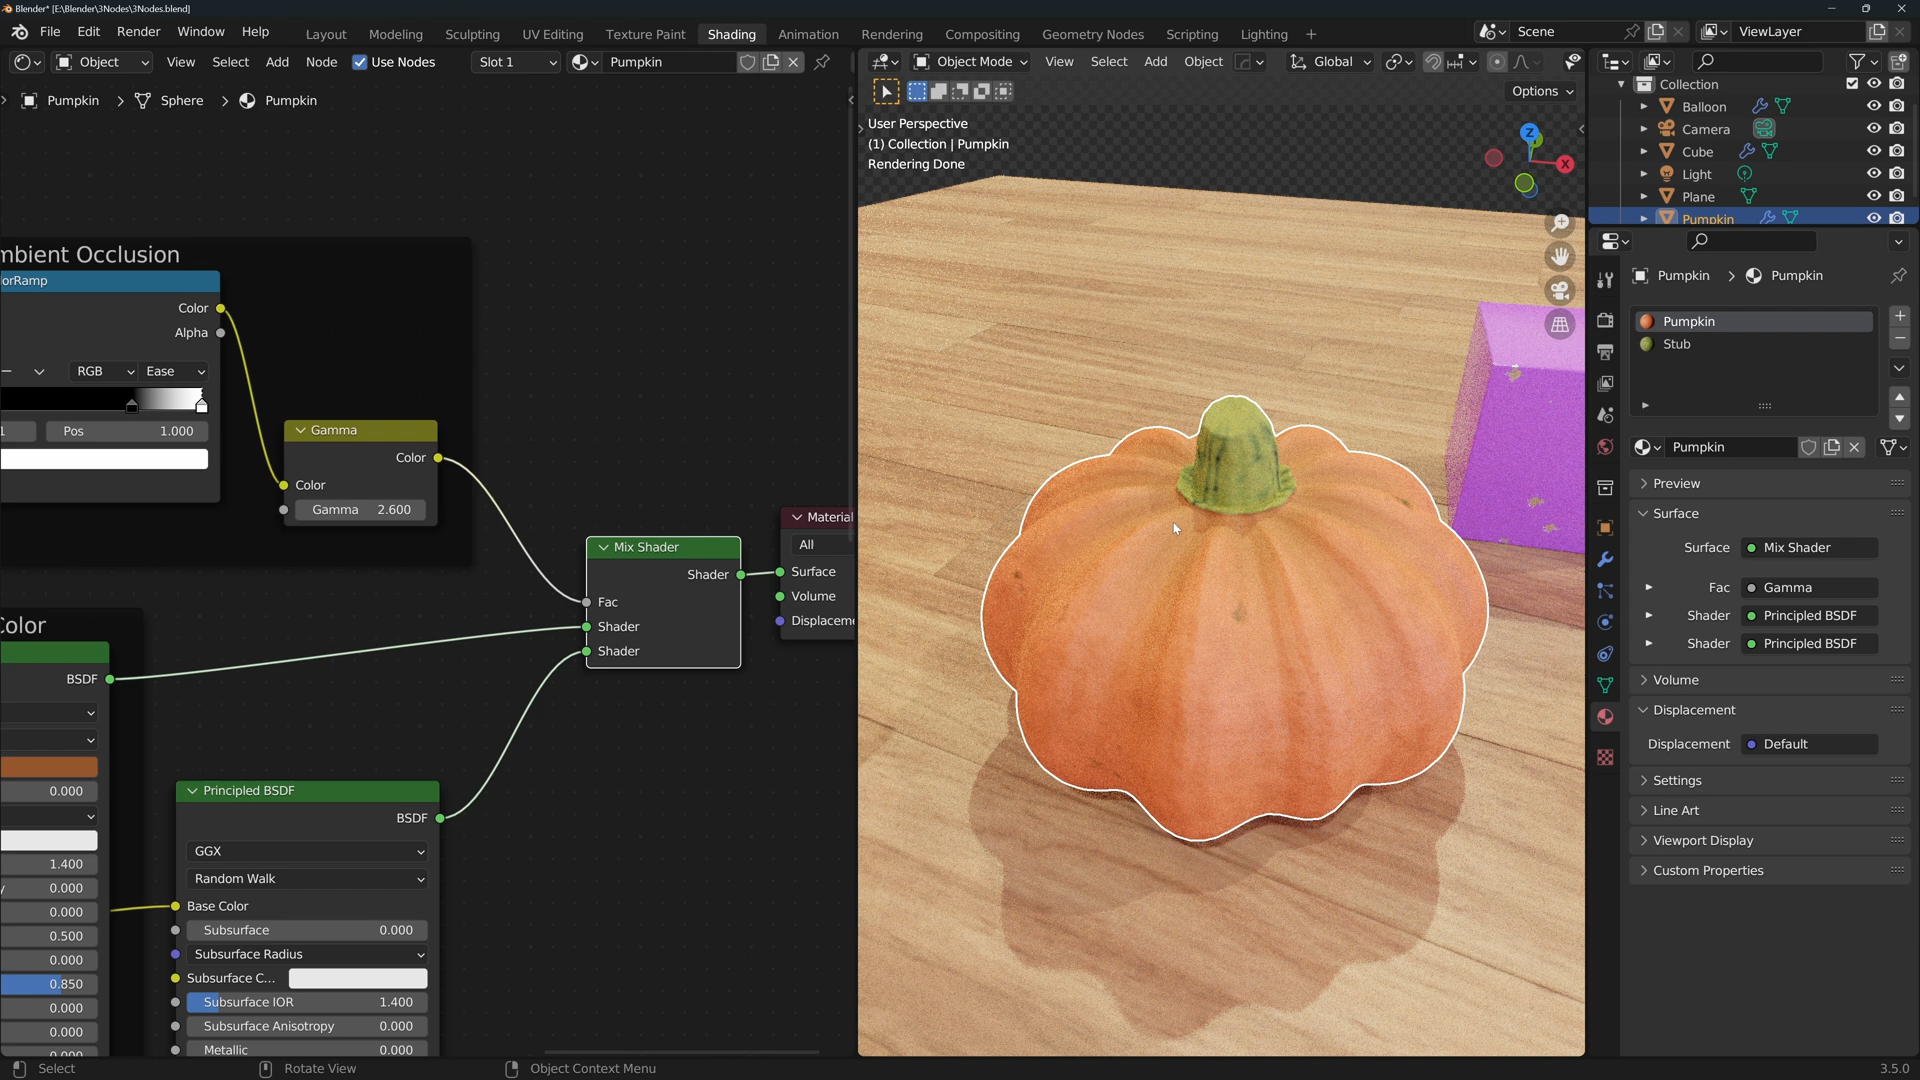 Blender* [E:\Blender\3Nodes\3Nodes.blend]
File Edit Render Window Help
Layout Modeling Sculpting UV Editing Texture Paint Shading Animation Rendering Compositing Geometry Nodes Scripting Lighting +
Scene
ViewLayer
Object View Select Add Node Use Nodes Slot 1 Pumpkin
Pumpkin > Sphere > Pumpkin
mbient Occlusion
orRamp
Color
Alpha
RGB Ease
1 Pos 1.000
Gamma
Color
Color
Gamma 2.600
Mix Shader
Shader
Fac
Shader
Shader
Material
All
Surface
Volume
Displaceme
olor
BSDF
0.000
1.400
y 0.000
0.000
0.500
0.000
0.850
0.000
0.000
0.000
Principled BSDF
BSDF
GGX
Random Walk
Base Color
Subsurface 0.000
Subsurface Radius
Subsurface C...
Subsurface IOR 1.400
Subsurface Anisotropy 0.000
Metallic 0.000
Object Mode View Select Add Object Global
Options
User Perspective
(1) Collection | Pumpkin
Rendering Done
Z
X
Collection
Balloon
Camera
Cube
Light
Plane
Pumpkin
Pumpkin > Pumpkin
Pumpkin
Stub
Pumpkin
Preview
Surface
Surface Mix Shader
Fac Gamma
Shader Principled BSDF
Shader Principled BSDF
Volume
Displacement
Displacement Default
Settings
Line Art
Viewport Display
Custom Properties
Select Rotate View Object Context Menu 3.5.0